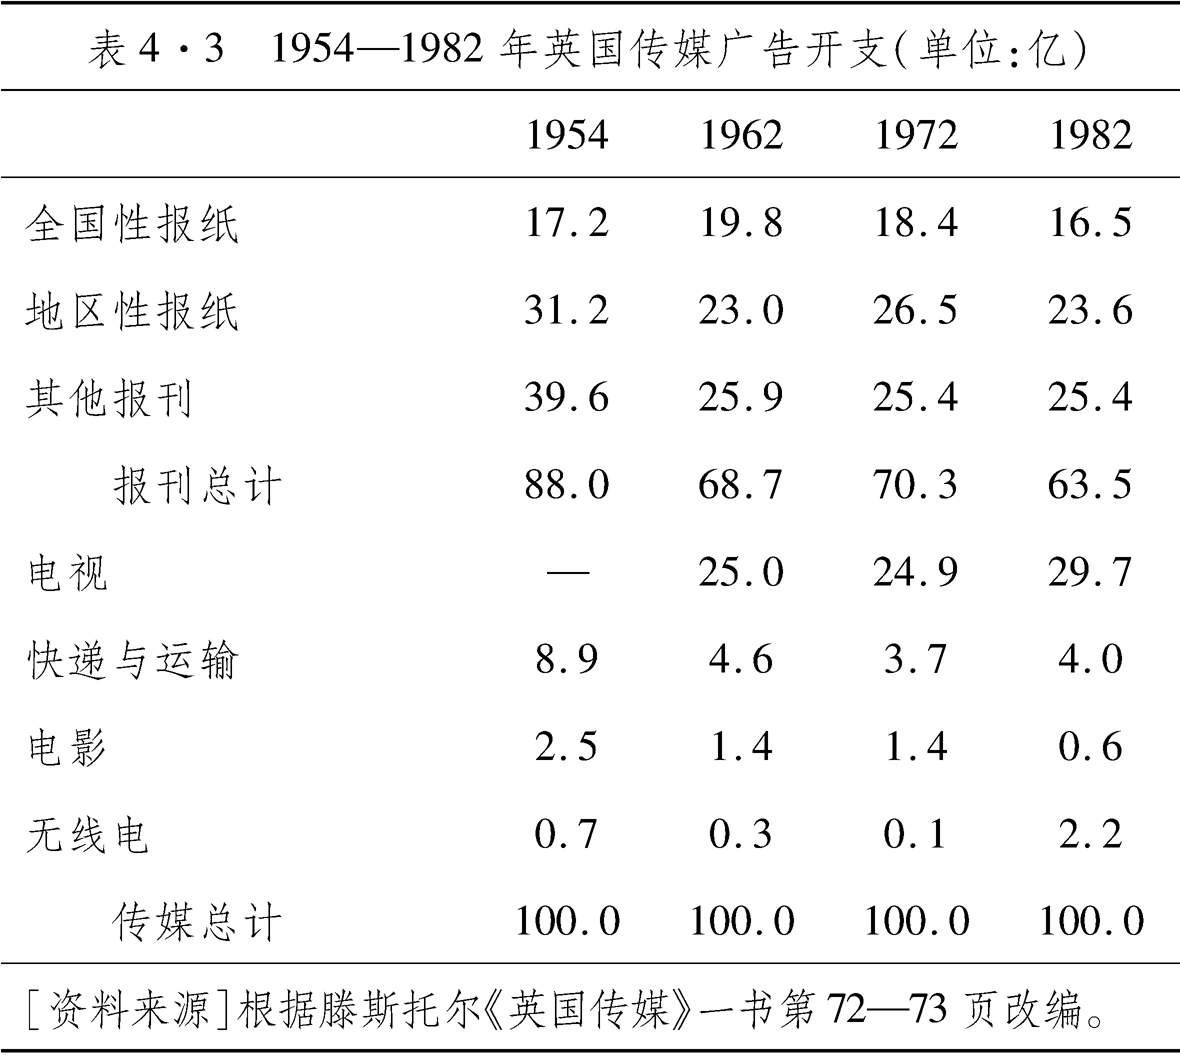 表4·3 1954—1982年英国传媒广告开支(单位:亿)
1954 1962 1972 1982
全国性报纸 17.2 19.8 18.4 16.5
地区性报纸 31.2 23.0 26.5 23.6
其他报刊 39.6 25.9 25.4 25.4
报刊总计 88.0 68.7 70.3 63.5
电视 — 25.0 24.9 29.7
快递与运输 8.9 4.6 3.7 4.0
电影 2.5 1.4 1.4 0.6
无线电 0.7 0.3 0.1 2.2
传媒总计 100.0 100.0 100.0 100.0
[资料来源]根据滕斯托尔《英国传媒》一书第72—73页改编。